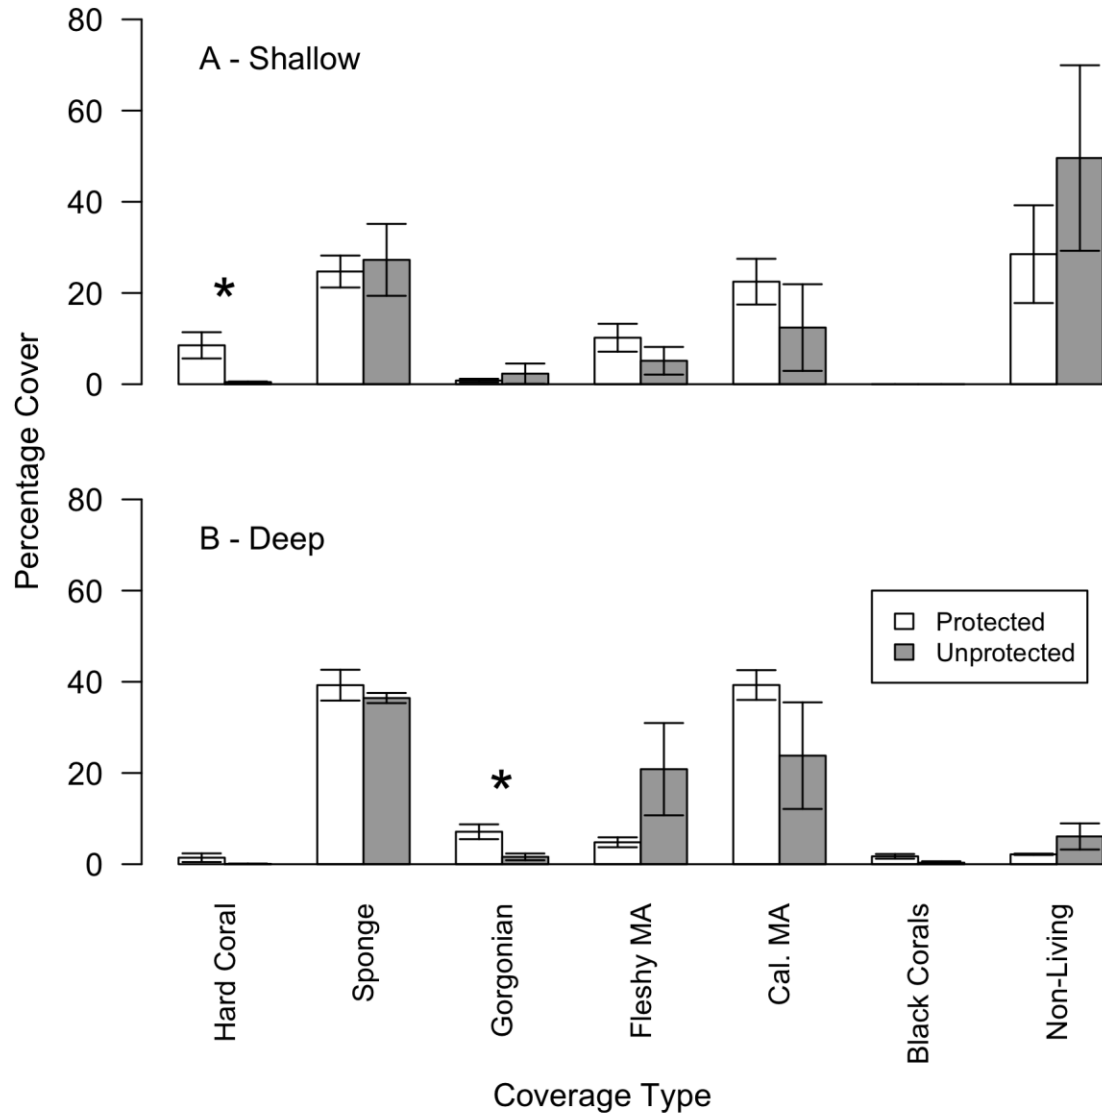 80
A - Shallow
60
40
20
*
0
Percentage Cover
80
B - Deep
60
Protected
Unprotected
40
20
*
0
Hard Coral
Sponge
Gorgonian
Fleshy MA
Cal. MA
Black Corals
Non-Living
Coverage Type